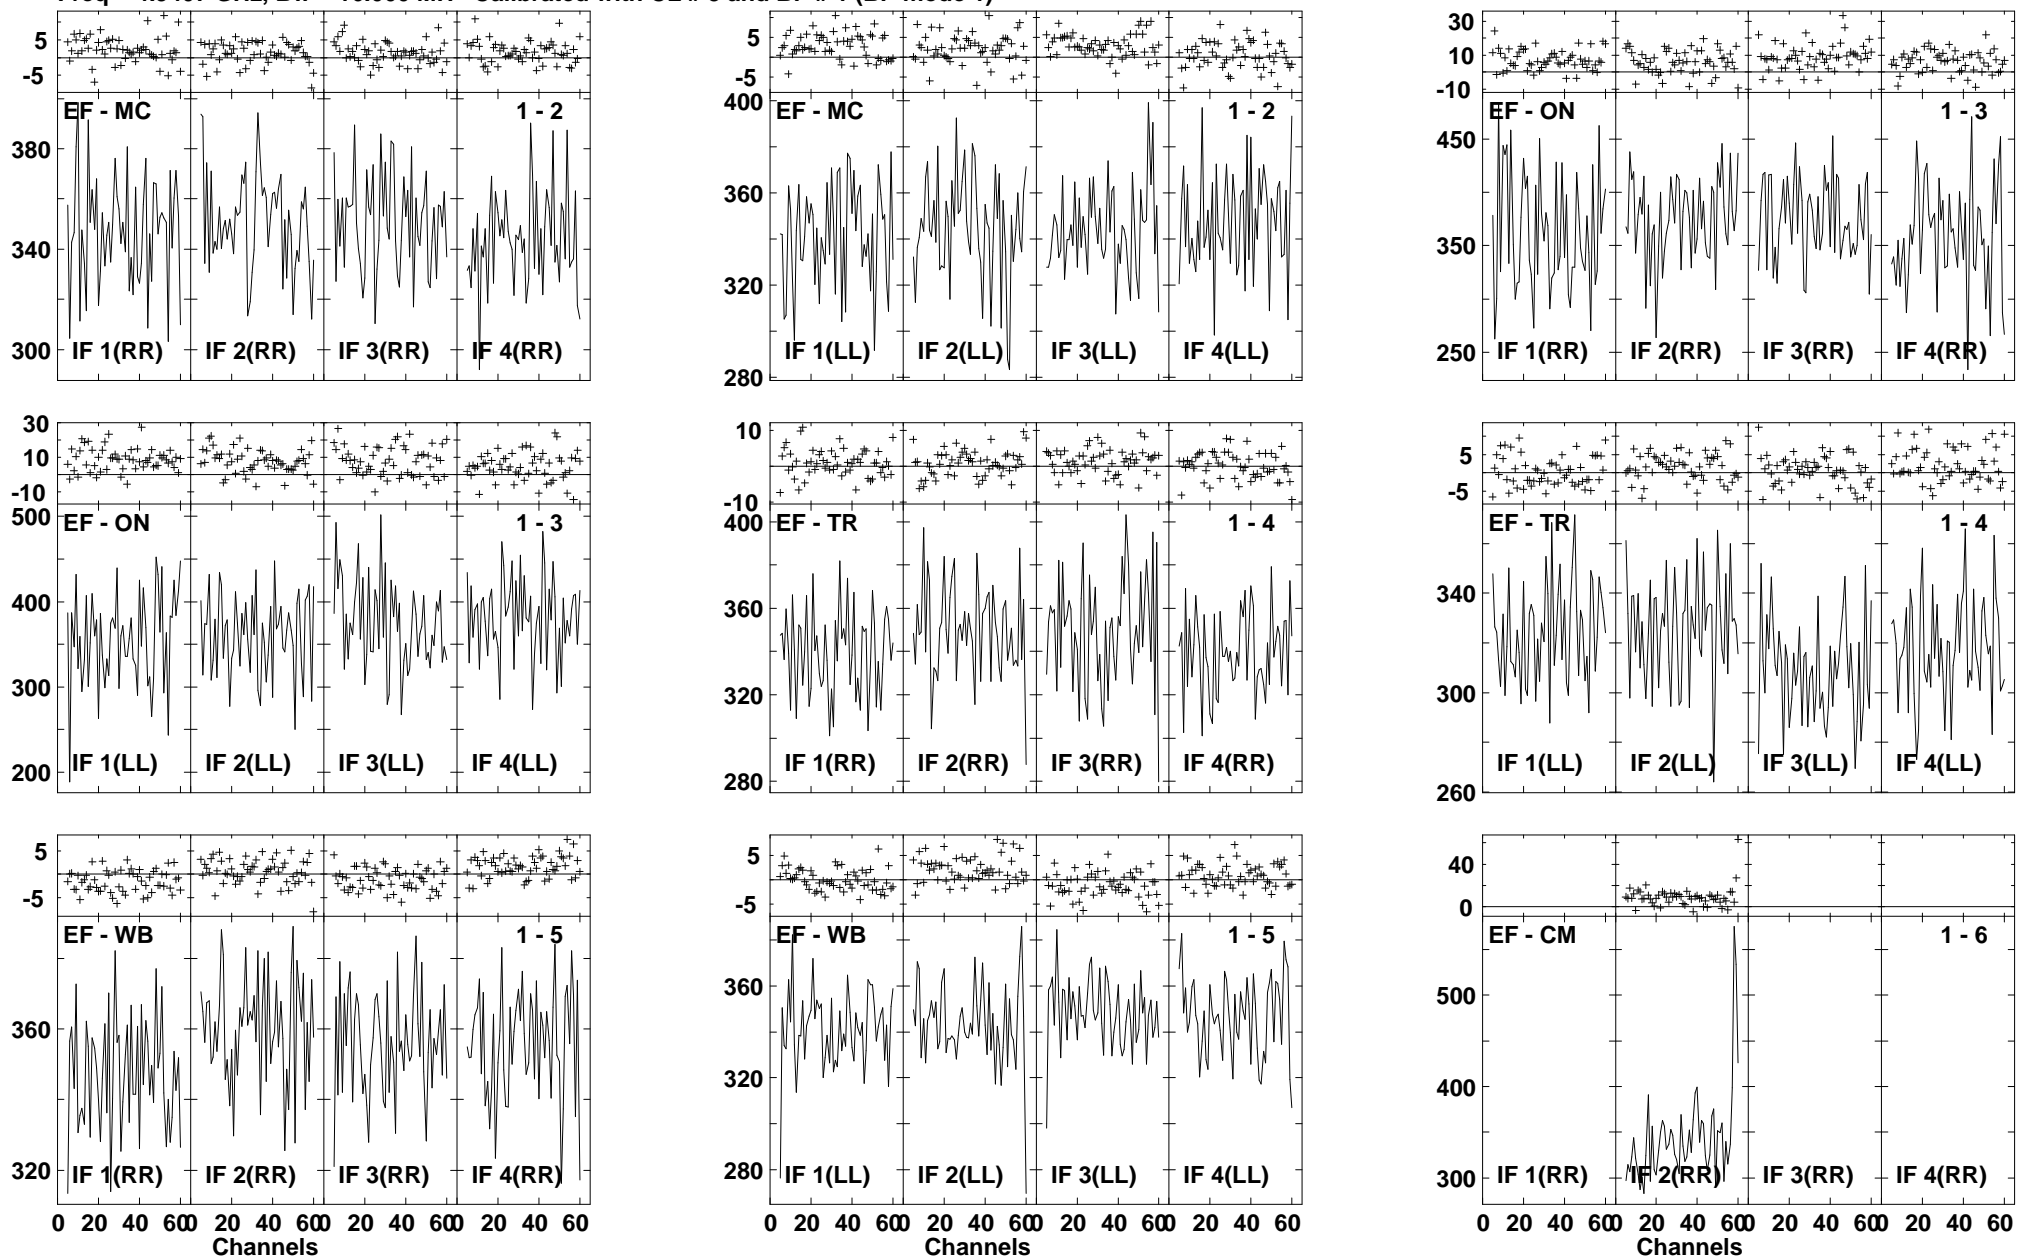 5
-5
EF - MC 1 - 2
380
340
300
IF 1(RR) IF 2(RR) IF 3(RR) IF 4(RR)
5
-5
EF - MC 1 - 2
400
360
320
280
IF 1(LL) IF 2(LL) IF 3(LL) IF 4(LL)
30
10
-10
EF - ON 1 - 3
450
350
250
IF 1(RR) IF 2(RR) IF 3(RR) IF 4(RR)
30
10
-10
EF - ON 1 - 3
500
400
300
200
IF 1(LL) IF 2(LL) IF 3(LL) IF 4(LL)
10
-10
EF - TR 1 - 4
400
360
320
280
IF 1(RR) IF 2(RR) IF 3(RR) IF 4(RR)
5
-5
EF - TR 1 - 4
340
300
260
IF 1(LL) IF 2(LL) IF 3(LL) IF 4(LL)
5
-5
EF - WB 1 - 5
360
320
IF 1(RR) IF 2(RR) IF 3(RR) IF 4(RR)
0 20 40 60 0 20 40 60 0 20 40 60 0 20 40 60
Channels
5
-5
EF - WB 1 - 5
360
320
280
IF 1(LL) IF 2(LL) IF 3(LL) IF 4(LL)
0 20 40 60 0 20 40 60 0 20 40 60 0 20 40 60
Channels
40
0
EF - CM 1 - 6
500
400
300
IF 1(RR) IF 2(RR) IF 3(RR) IF 4(RR)
0 20 40 60 0 20 40 60 0 20 40 60 0 20 40 60
Channels